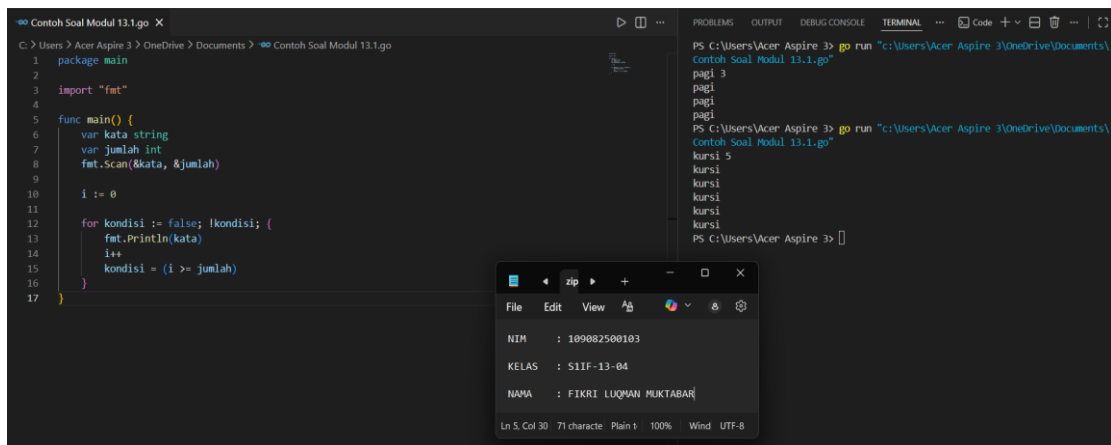 Contoh Soal Modul 13.1.go
C: > Users > Acer Aspire 3 > OneDrive > Documents > Contoh Soal Modul 13.1.go
1 package main
2
3 import "fmt"
4
5 func main() {
6 var kata string
7 var jumlah int
8 fmt.Scan(&kata, &jumlah)
9
10 i := 0
11
12 for kondisi := false; !kondisi; {
13 fmt.Println(kata)
14 i++
15 kondisi = (i >= jumlah)
16 }
17 }
PROBLEMS OUTPUT DEBUG CONSOLE TERMINAL ... Code
PS C:\Users\Acer Aspire 3> go run "c:\Users\Acer Aspire 3\OneDrive\Documents\
Contoh Soal Modul 13.1.go"
pagi 3
pagi
pagi
pagi
PS C:\Users\Acer Aspire 3> go run "c:\Users\Acer Aspire 3\OneDrive\Documents\
Contoh Soal Modul 13.1.go"
kursi 5
kursi
kursi
kursi
kursi
kursi
PS C:\Users\Acer Aspire 3>
zip
File Edit View
NIM : 109082500103
KELAS : S1IF-13-04
NAMA : FIKRI LUQMAN MUKTABAR
Ln 5, Col 30 71 characte Plain t 100% Wind UTF-8